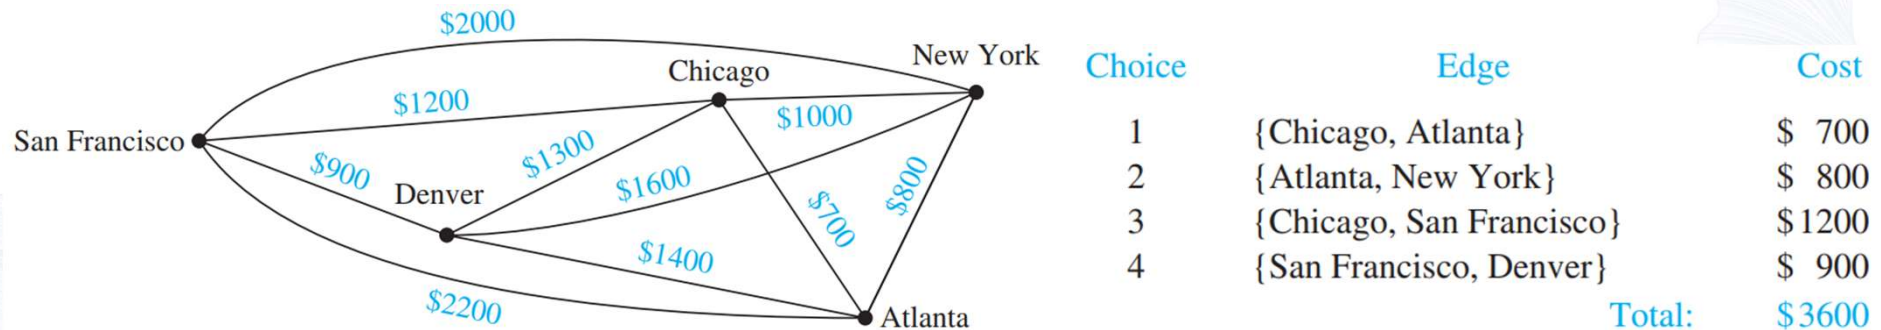 $2000
New York
Chicago
$1200
$1000
San Francisco
$900
$1300
Denver
$1600
$700
$800
$1400
$2200
Atlanta
Choice Edge Cost
1 {Chicago, Atlanta} $ 700
2 {Atlanta, New York} $ 800
3 {Chicago, San Francisco} $1200
4 {San Francisco, Denver} $ 900
Total: $3600